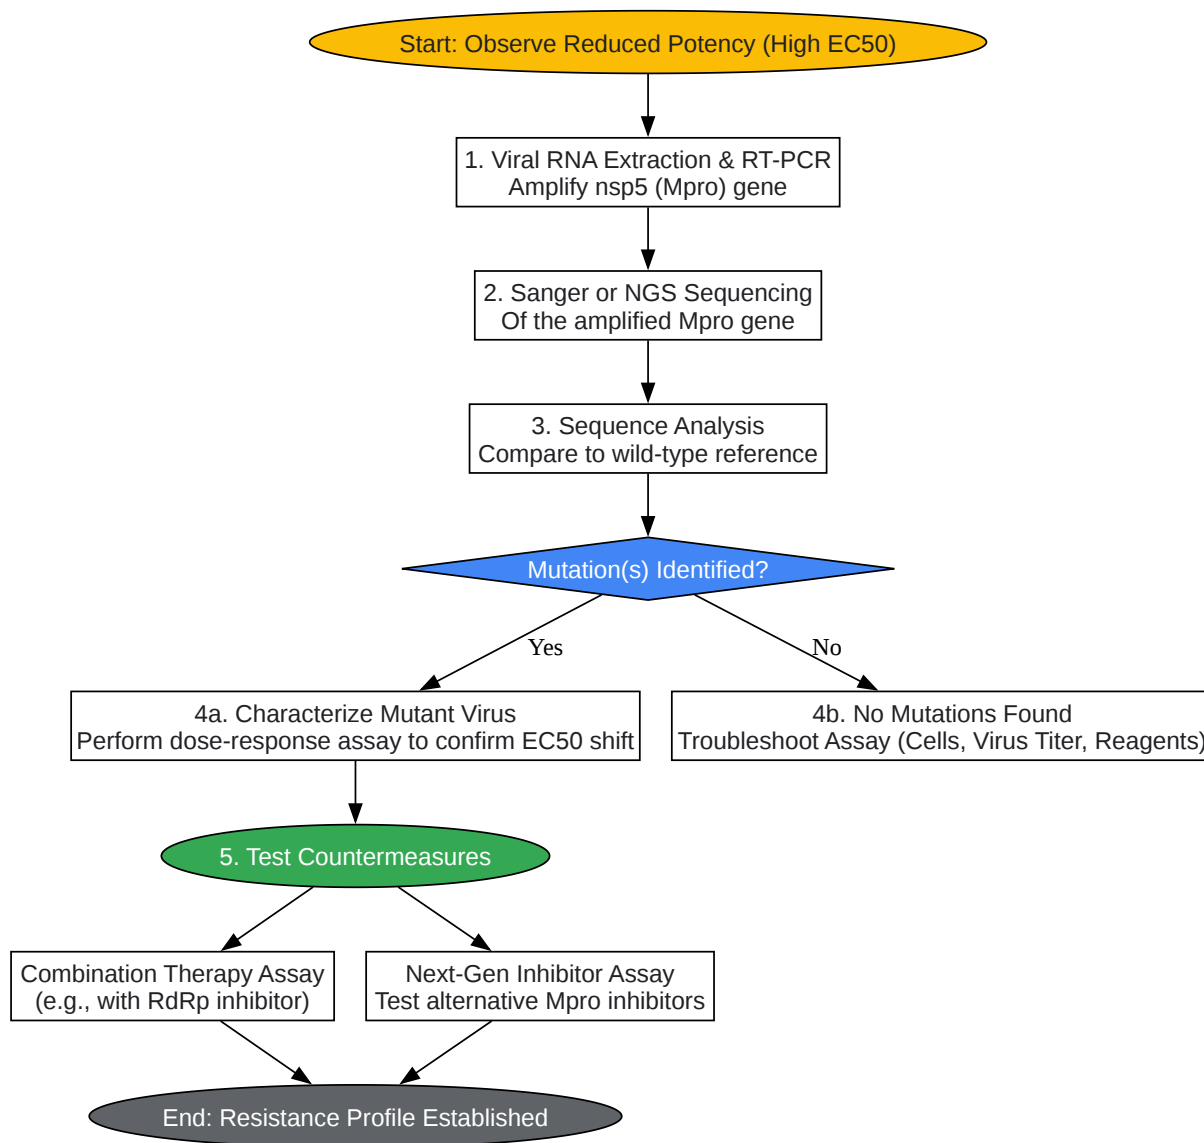 Start: Observe Reduced Potency (High EC50)
1. Viral RNA Extraction & RT-PCR
Amplify nsp5 (Mpro) gene
2. Sanger or NGS Sequencing
Of the amplified Mpro gene
3. Sequence Analysis
Compare to wild-type reference
Mutation(s) Identified?
Yes
No
4a. Characterize Mutant Virus
Perform dose-response assay to confirm EC50 shift
4b. No Mutations Found
Troubleshoot Assay (Cells, Virus Titer, Reagents)
5. Test Countermeasures
Combination Therapy Assay
(e.g., with RdRp inhibitor)
Next-Gen Inhibitor Assay
Test alternative Mpro inhibitors
End: Resistance Profile Established